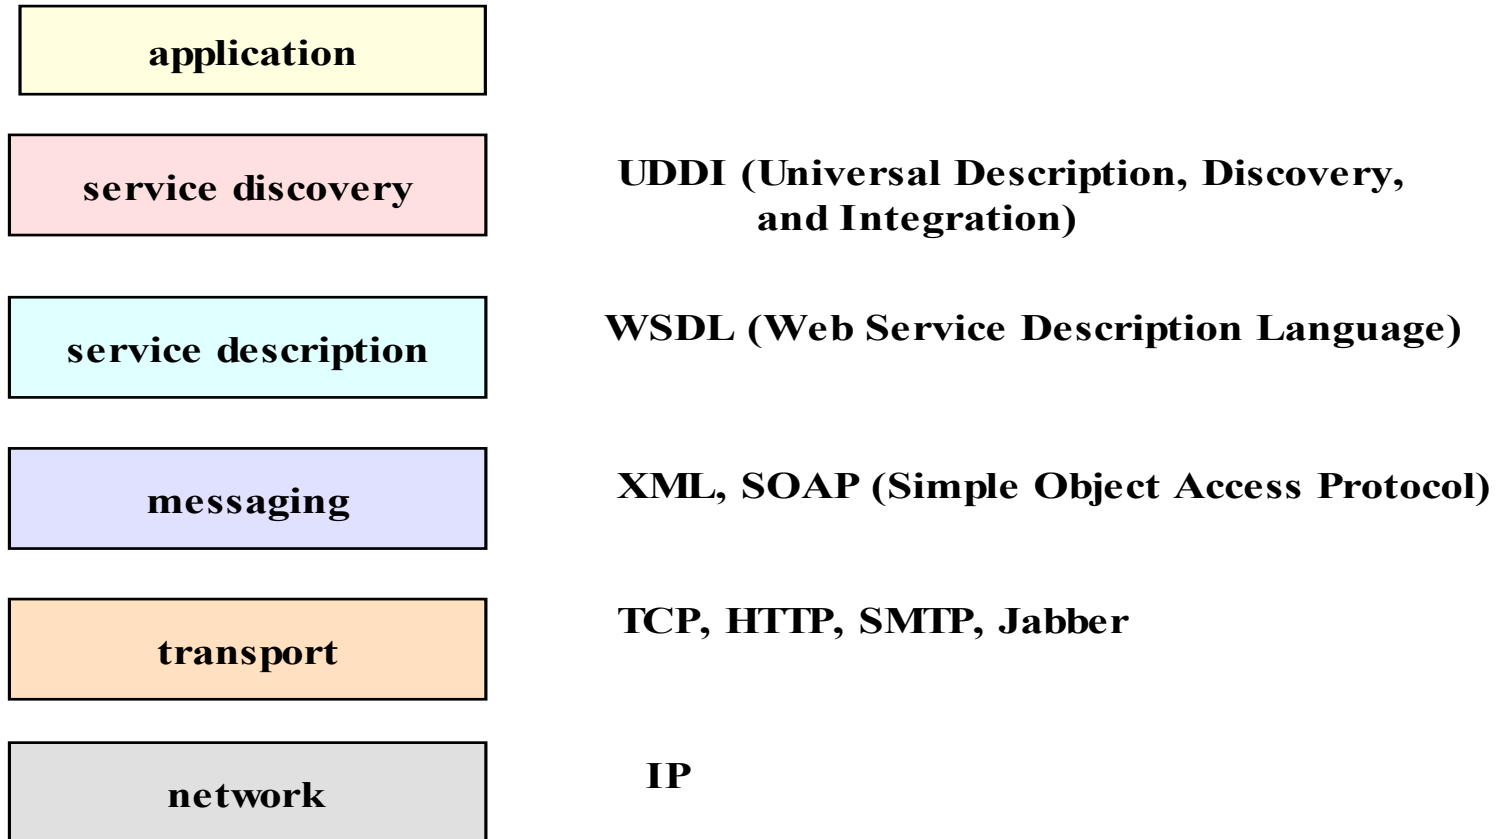 application
service discovery
UDDI (Universal Description, Discovery,
and Integration)
service description
WSDL (Web Service Description Language)
messaging
XML, SOAP (Simple Object Access Protocol)
transport
TCP, HTTP, SMTP, Jabber
network
IP